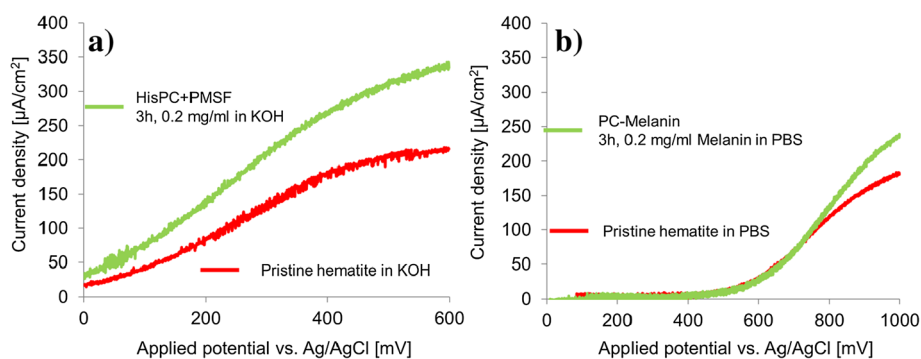 a)
Current density [µA/cm²]
400
350
300
250
200
150
100
50
0
HisPC+PMSF
3h, 0.2 mg/ml in KOH
Pristine hematite in KOH
0
200
400
600
Applied potential vs. Ag/AgCl [mV]
b)
Current density [µA/cm²]
400
350
300
250
200
150
100
50
0
PC-Melanin
3h, 0.2 mg/ml Melanin in PBS
Pristine hematite in PBS
0
200
400
600
800
1000
Applied potential vs. Ag/AgCl [mV]